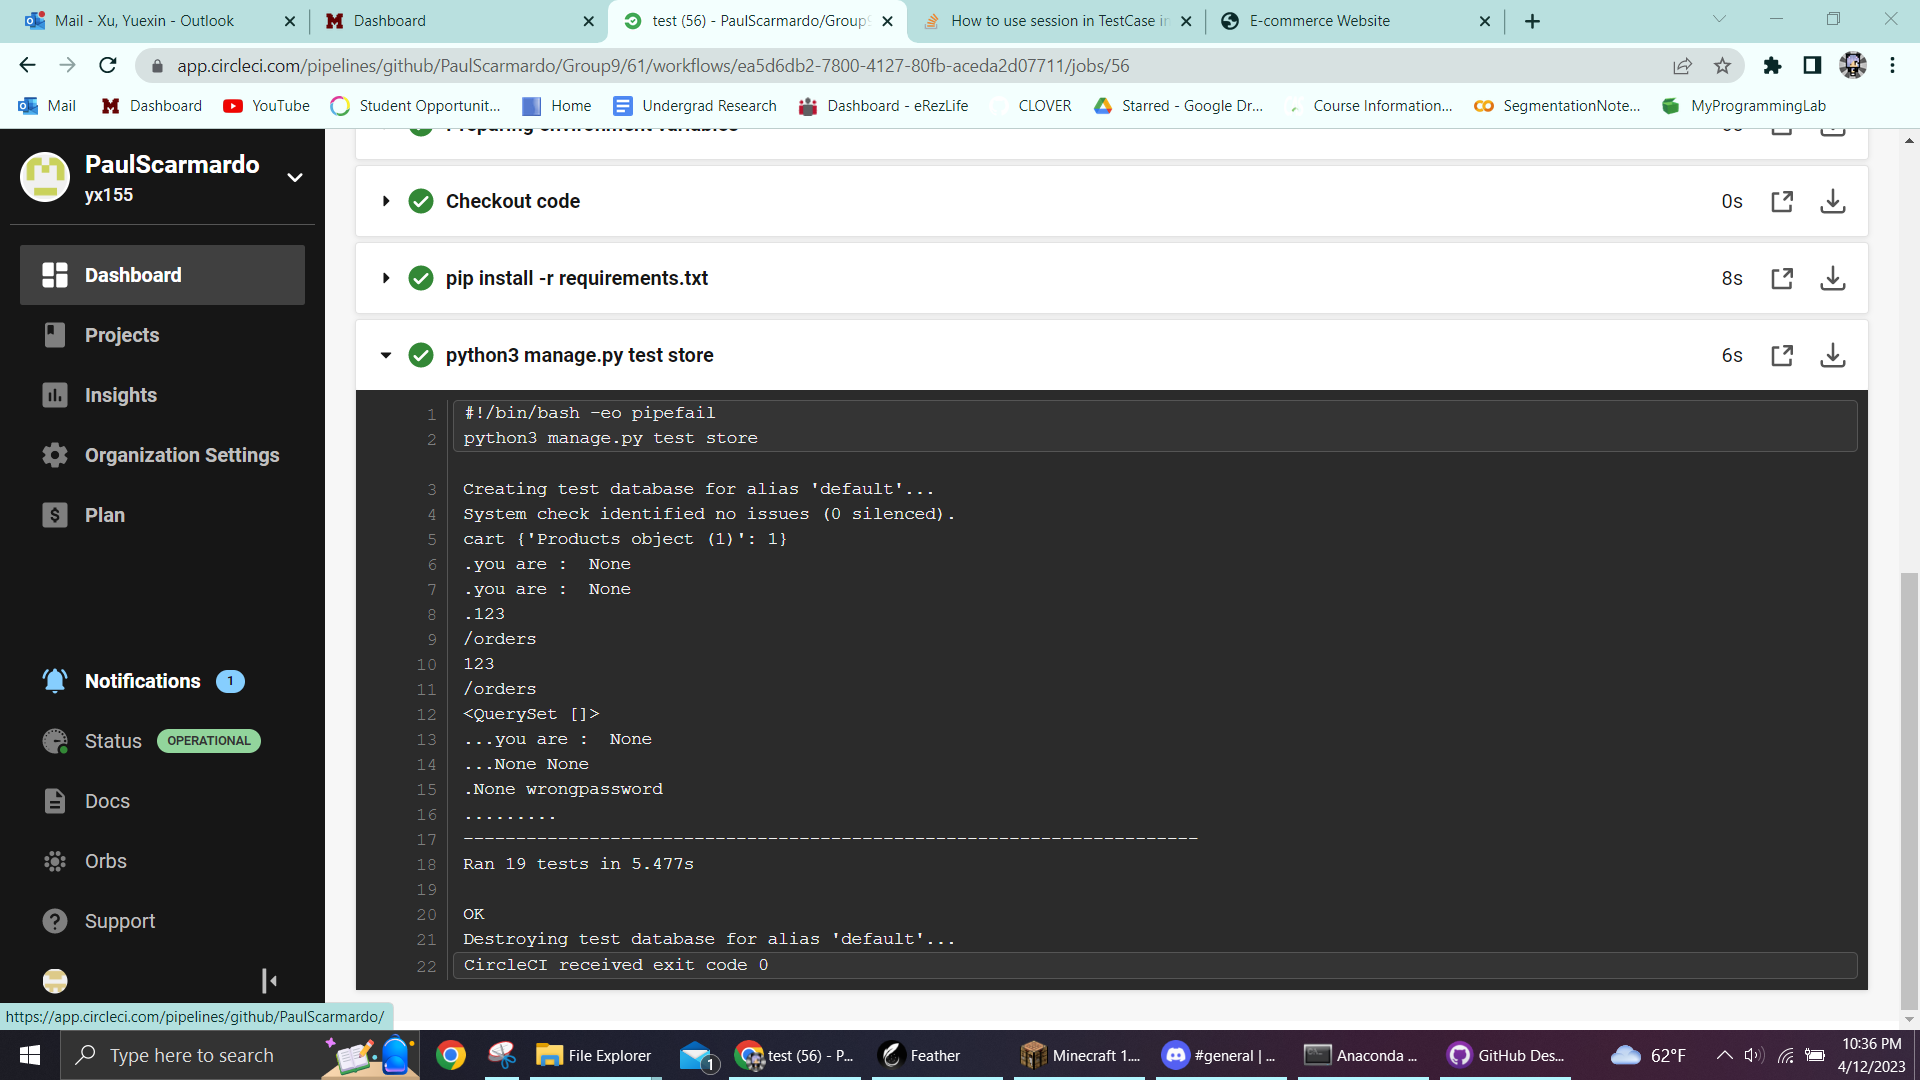 Mail - Xu, Yuexin - Outlook
Dashboard
test (56) - PaulScarmardo/Group9
How to use session in TestCase in
E-commerce Website
app.circleci.com/pipelines/github/PaulScarmardo/Group9/61/workflows/ea5d6db2-7800-4127-80fb-aceda2d07711/jobs/56
Mail
Dashboard
YouTube
Student Opportunit...
Home
Undergrad Research
Dashboard - eRezLife
CLOVER
Starred - Google Dr...
Course Information...
SegmentationNote...
MyProgrammingLab
PaulScarmardo
yx155
Dashboard
Projects
Insights
Organization Settings
Plan
Notifications 1
Status OPERATIONAL
Docs
Orbs
Support
Preparing environment variables
Checkout code 0s
pip install -r requirements.txt 8s
python3 manage.py test store 6s
1 #!/bin/bash -eo pipefail
2 python3 manage.py test store
3 Creating test database for alias 'default'...
4 System check identified no issues (0 silenced).
5 cart {'Products object (1)': 1}
6 .you are :  None
7 .you are :  None
8 .123
9 /orders
10 123
11 /orders
12 <QuerySet []>
13 ...you are :  None
14 ...None None
15 .None wrongpassword
16 .........
17 ----------------------------------------------------------------------
18 Ran 19 tests in 5.477s
19
20 OK
21 Destroying test database for alias 'default'...
22 CircleCI received exit code 0
https://app.circleci.com/pipelines/github/PaulScarmardo/
Type here to search
File Explorer
1
test (56) - P...
Feather
Minecraft 1....
#general | ...
Anaconda ...
GitHub Des...
62°F
10:36 PM
4/12/2023